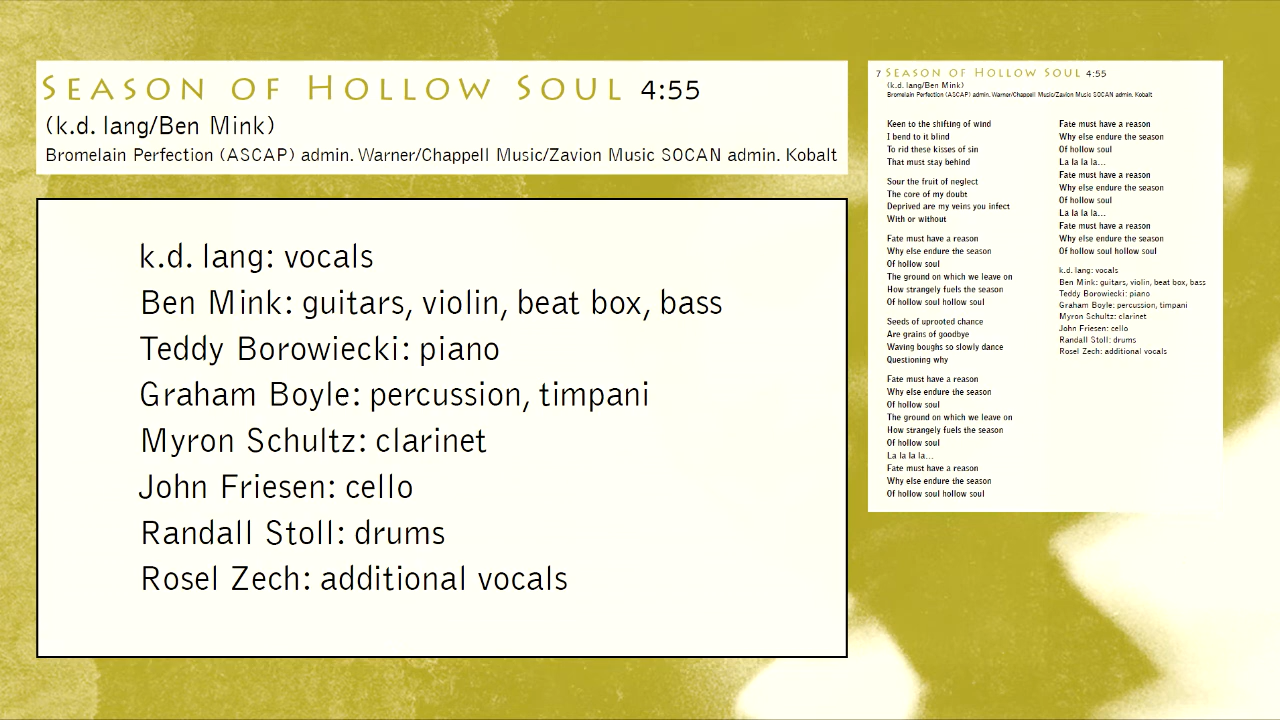 SEASON OF HOLLOW SOUL 4:55
(k.d. lang/Ben Mink)
Bromelain Perfection (ASCAP) admin. Warner/Chappell Music/Zavion Music SOCAN admin. Kobalt
k.d. lang: vocals
Ben Mink: guitars, violin, beat box, bass
Teddy Borowiecki: piano
Graham Boyle: percussion, timpani
Myron Schultz: clarinet
John Friesen: cello
Randall Stoll: drums
Rosel Zech: additional vocals
7 SEASON OF HOLLOW SOUL 4:55
(k.d. lang/Ben Mink)
Bromelain Perfection (ASCAP) admin. Warner/Chappell Music/Zavion Music SOCAN admin. Kobalt
Keen to the shifting of wind
I bend to it blind
To rid these kisses of sin
That must stay behind
Sour the fruit of neglect
The core of my doubt
Deprived are my veins you infect
With or without
Fate must have a reason
Why else endure the season
Of hollow soul
The ground on which we leave on
How strangely fuels the season
Of hollow soul hollow soul
Seeds of uprooted chance
Are grains of goodbye
Waving boughs so slowly dance
Questioning why
Fate must have a reason
Why else endure the season
Of hollow soul
The ground on which we leave on
How strangely fuels the season
Of hollow soul
La la la la...
Fate must have a reason
Why else endure the season
Of hollow soul hollow soul
Fate must have a reason
Why else endure the season
Of hollow soul
La la la la...
Fate must have a reason
Why else endure the season
Of hollow soul
La la la la...
Fate must have a reason
Why else endure the season
Of hollow soul hollow soul
k.d. lang: vocals
Ben Mink: guitars, violin, beat box, bass
Teddy Borowiecki: piano
Graham Boyle: percussion, timpani
Myron Schultz: clarinet
John Friesen: cello
Randall Stoll: drums
Rosel Zech: additional vocals